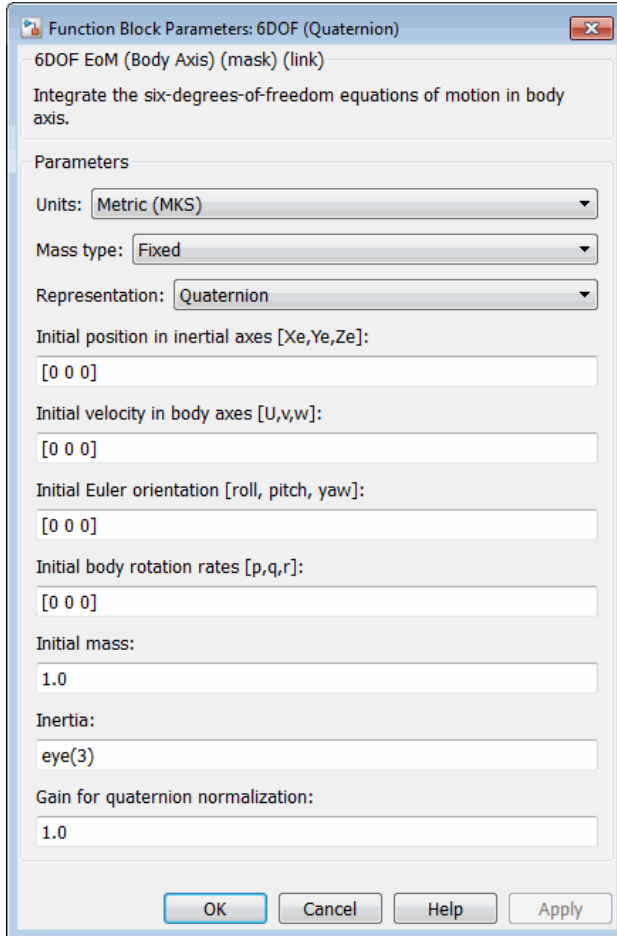 Function Block Parameters: 6DOF (Quaternion)
6DOF EoM (Body Axis) (mask) (link)
Integrate the six-degrees-of-freedom equations of motion in body
axis.
Parameters
Units: Metric (MKS)
Mass type: Fixed
Representation: Quaternion
Initial position in inertial axes [Xe,Ye,Ze]:
[0 0 0]
Initial velocity in body axes [U,v,w]:
[0 0 0]
Initial Euler orientation [roll, pitch, yaw]:
[0 0 0]
Initial body rotation rates [p,q,r]:
[0 0 0]
Initial mass:
1.0
Inertia:
eye(3)
Gain for quaternion normalization:
1.0
OK Cancel Help Apply